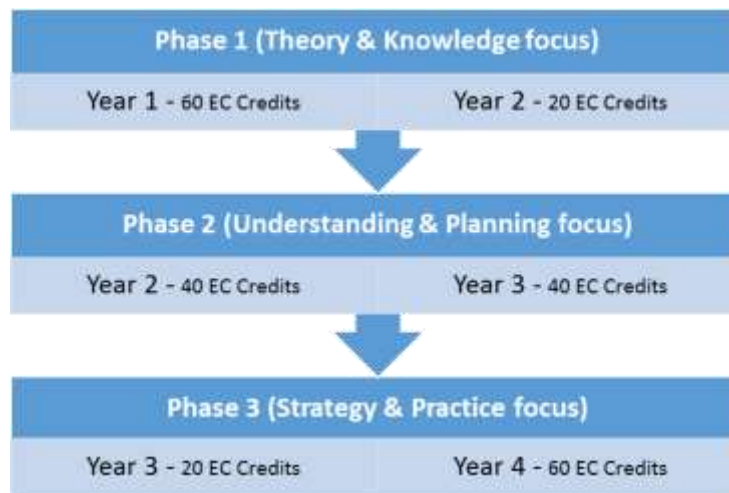 Phase 1 (Theory & Knowledge focus)
Year 1 - 60 EC Credits
Year 2 - 20 EC Credits
Phase 2 (Understanding & Planning focus)
Year 2 - 40 EC Credits
Year 3 - 40 EC Credits
Phase 3 (Strategy & Practice focus)
Year 3 - 20 EC Credits
Year 4 - 60 EC Credits